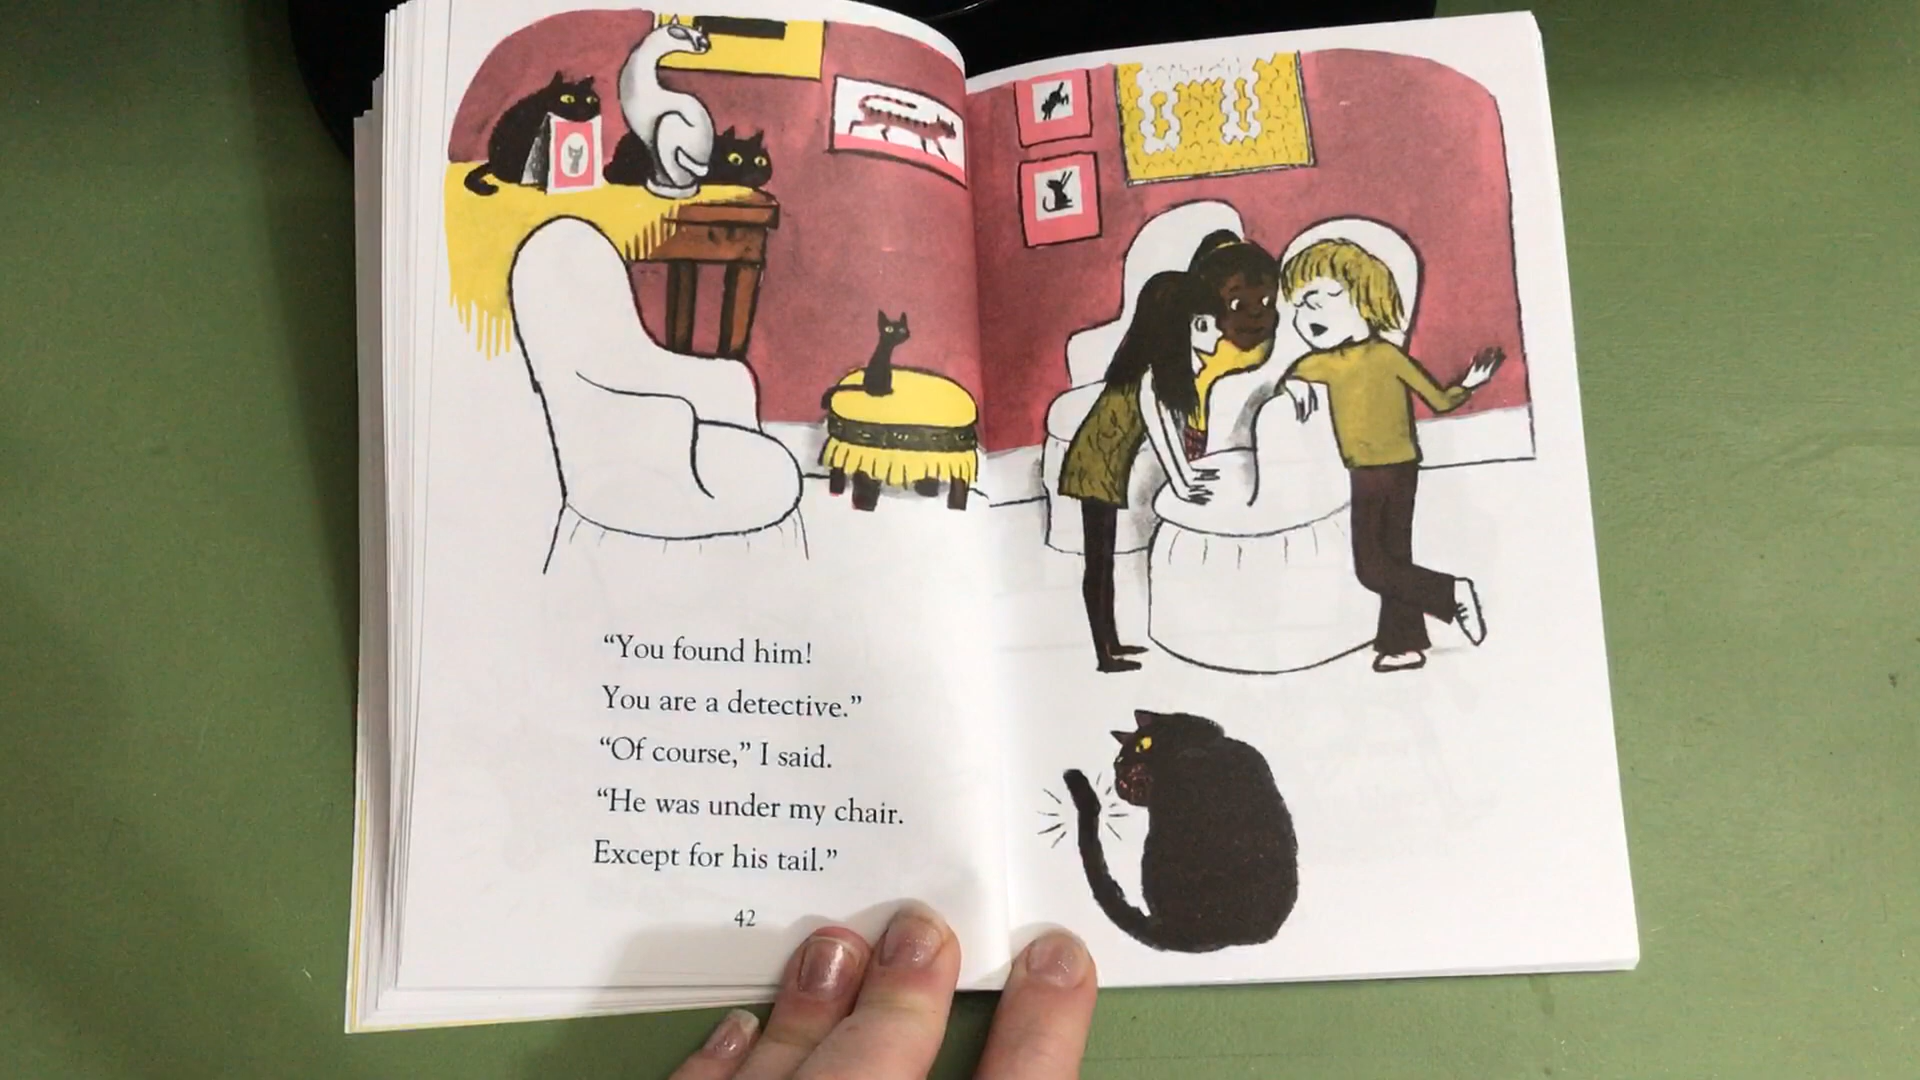 “You found him!
You are a detective.”
“Of course,” I said.
“He was under my chair.
Except for his tail.”
42